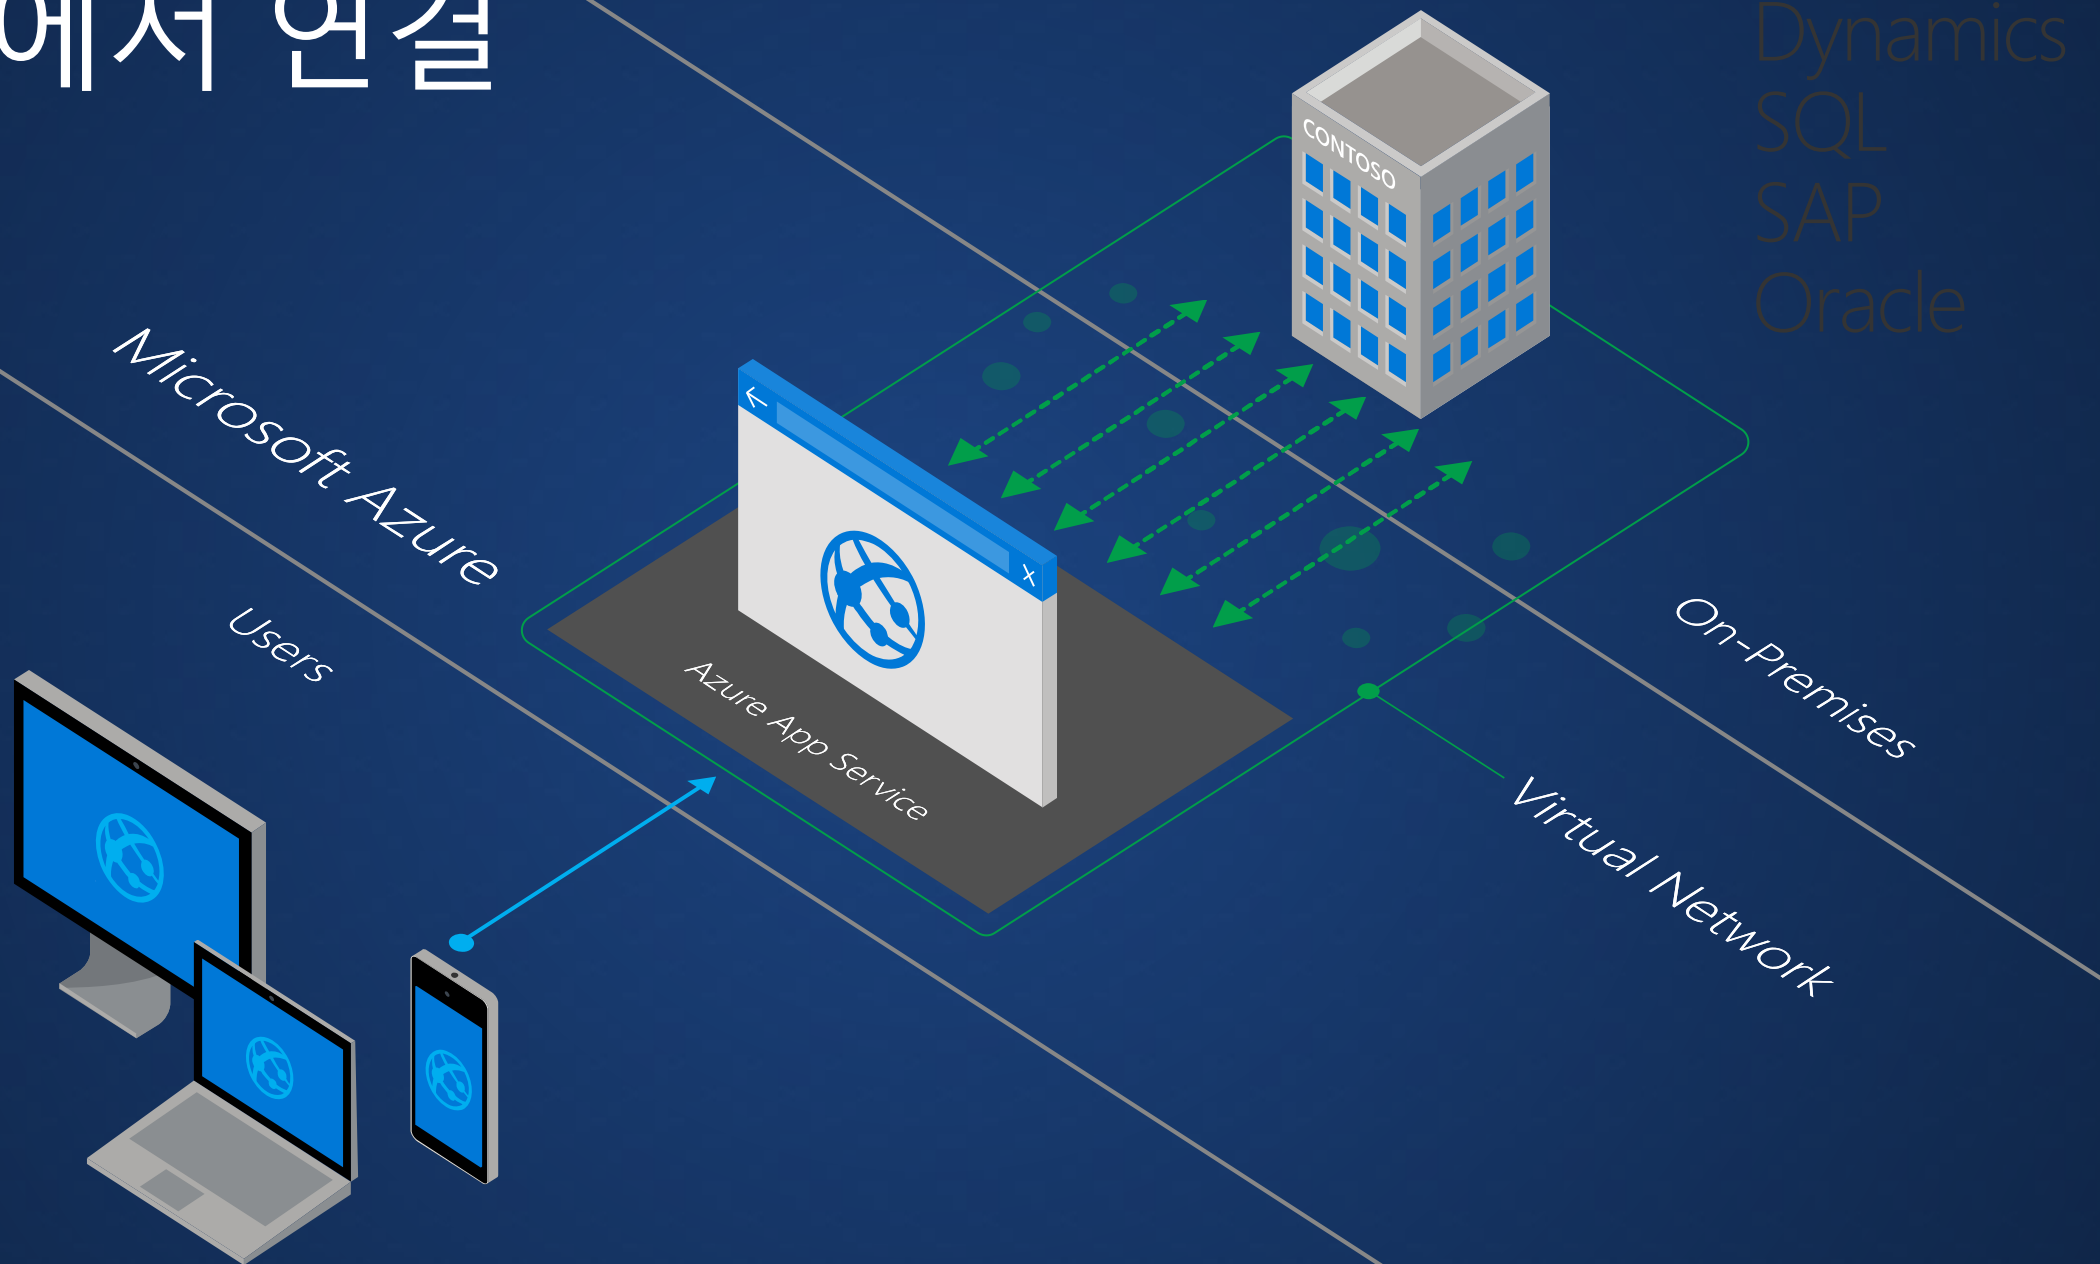 에서 연결
Dynamics
SQL
SAP
Oracle
CONTOSO
Microsoft Azure
Users
Azure App Service
On-Premises
Virtual Network